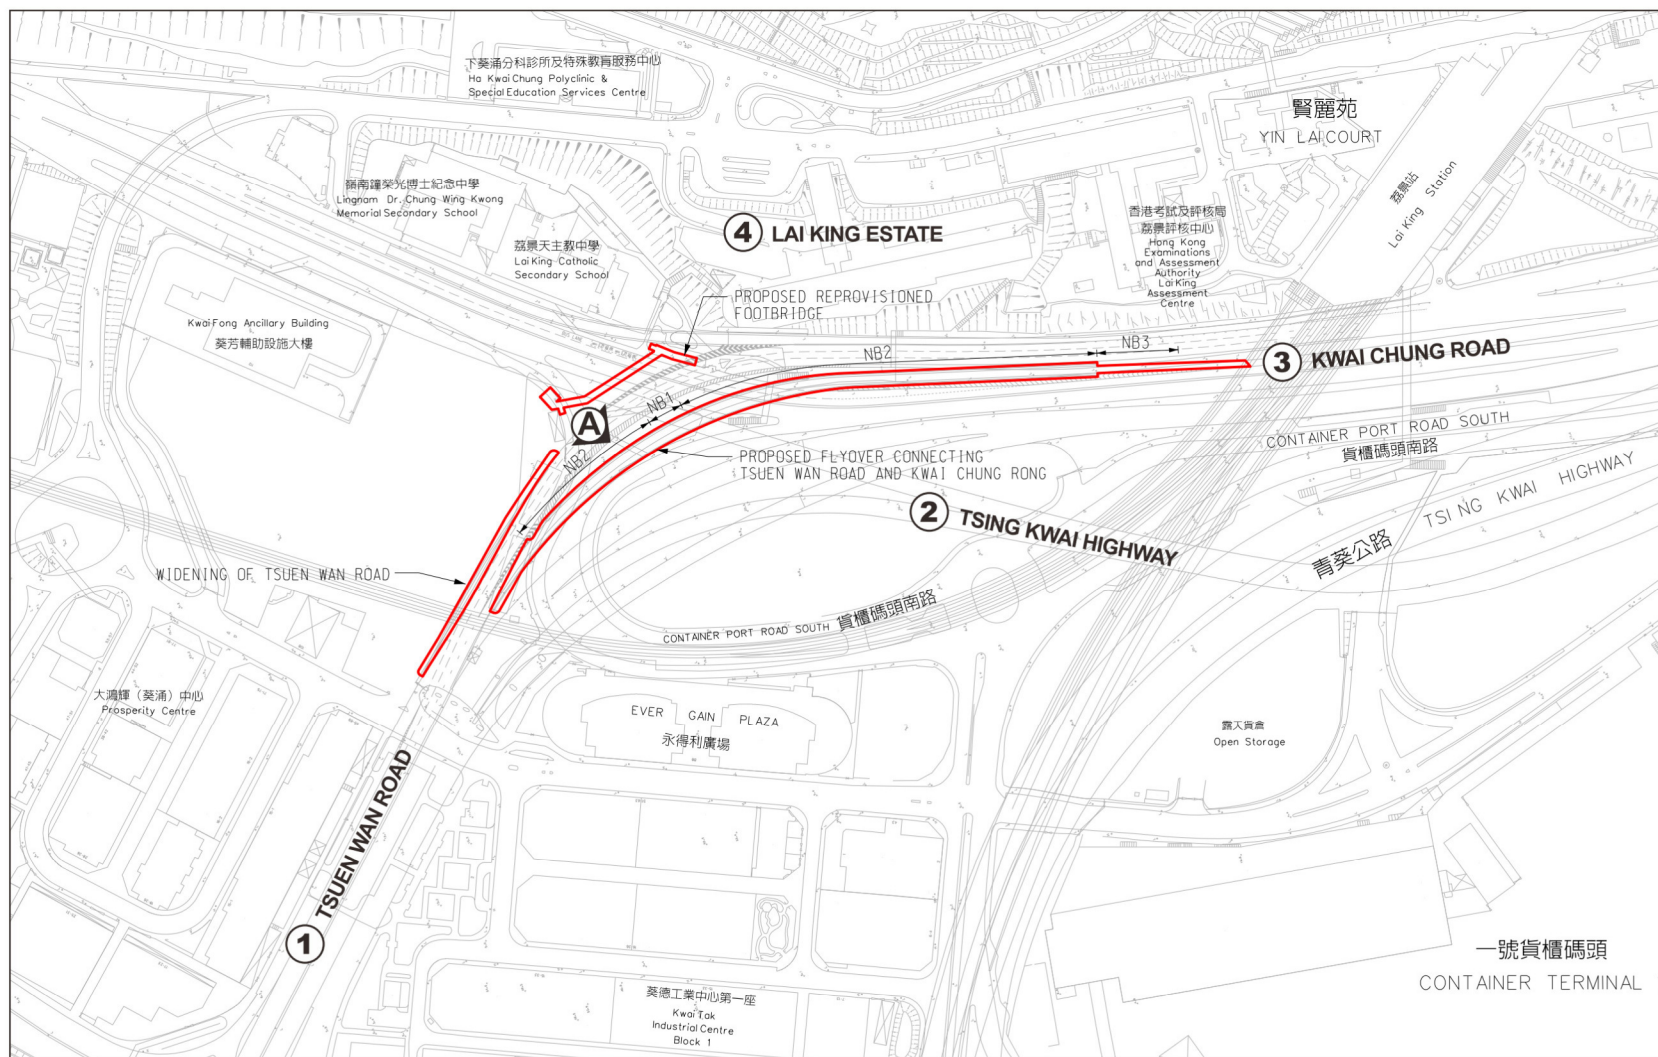 下葵涌分科診所及特殊教育服務中心
Ha Kwai Chung Polyclinic &
Special Education Services Centre
賢麗苑
YIN LAI COURT
嶺南鐘榮光博士紀念中學
Lingnam Dr. Chung Wing Kwong
Memorial Secondary School
荔景站
Lai King Station
香港考試及評核局
荔景評核中心
Hong Kong
Examinations
and Assessment
Authority
Lai King
Assessment
Centre
4 LAI KING ESTATE
荔景天主教中學
Lai King Catholic
Secondary School
PROPOSED REPROVISIONED
FOOTBRIDGE
Kwai Fong Ancillary Building
葵芳輔助設施大樓
NB2
NB3
3 KWAI CHUNG ROAD
NB1
A
NB2
CONTAINER PORT ROAD SOUTH
貨櫃碼頭南路
PROPOSED FLYOVER CONNECTING
TSUEN WAN ROAD AND KWAI CHUNG RONG
2 TSING KWAI HIGHWAY
青葵公路 TSING KWAI HIGHWAY
WIDENING OF TSUEN WAN ROAD
CONTAINER PORT ROAD SOUTH 貨櫃碼頭南路
大鴻輝（葵涌）中心
Prosperity Centre
EVER GAIN PLAZA
永得利廣場
露天貨倉
Open Storage
1 TSUEN WAN ROAD
一號貨櫃碼頭
CONTAINER TERMINAL
葵德工業中心第一座
Kwai Tak
Industrial Centre
Block 1